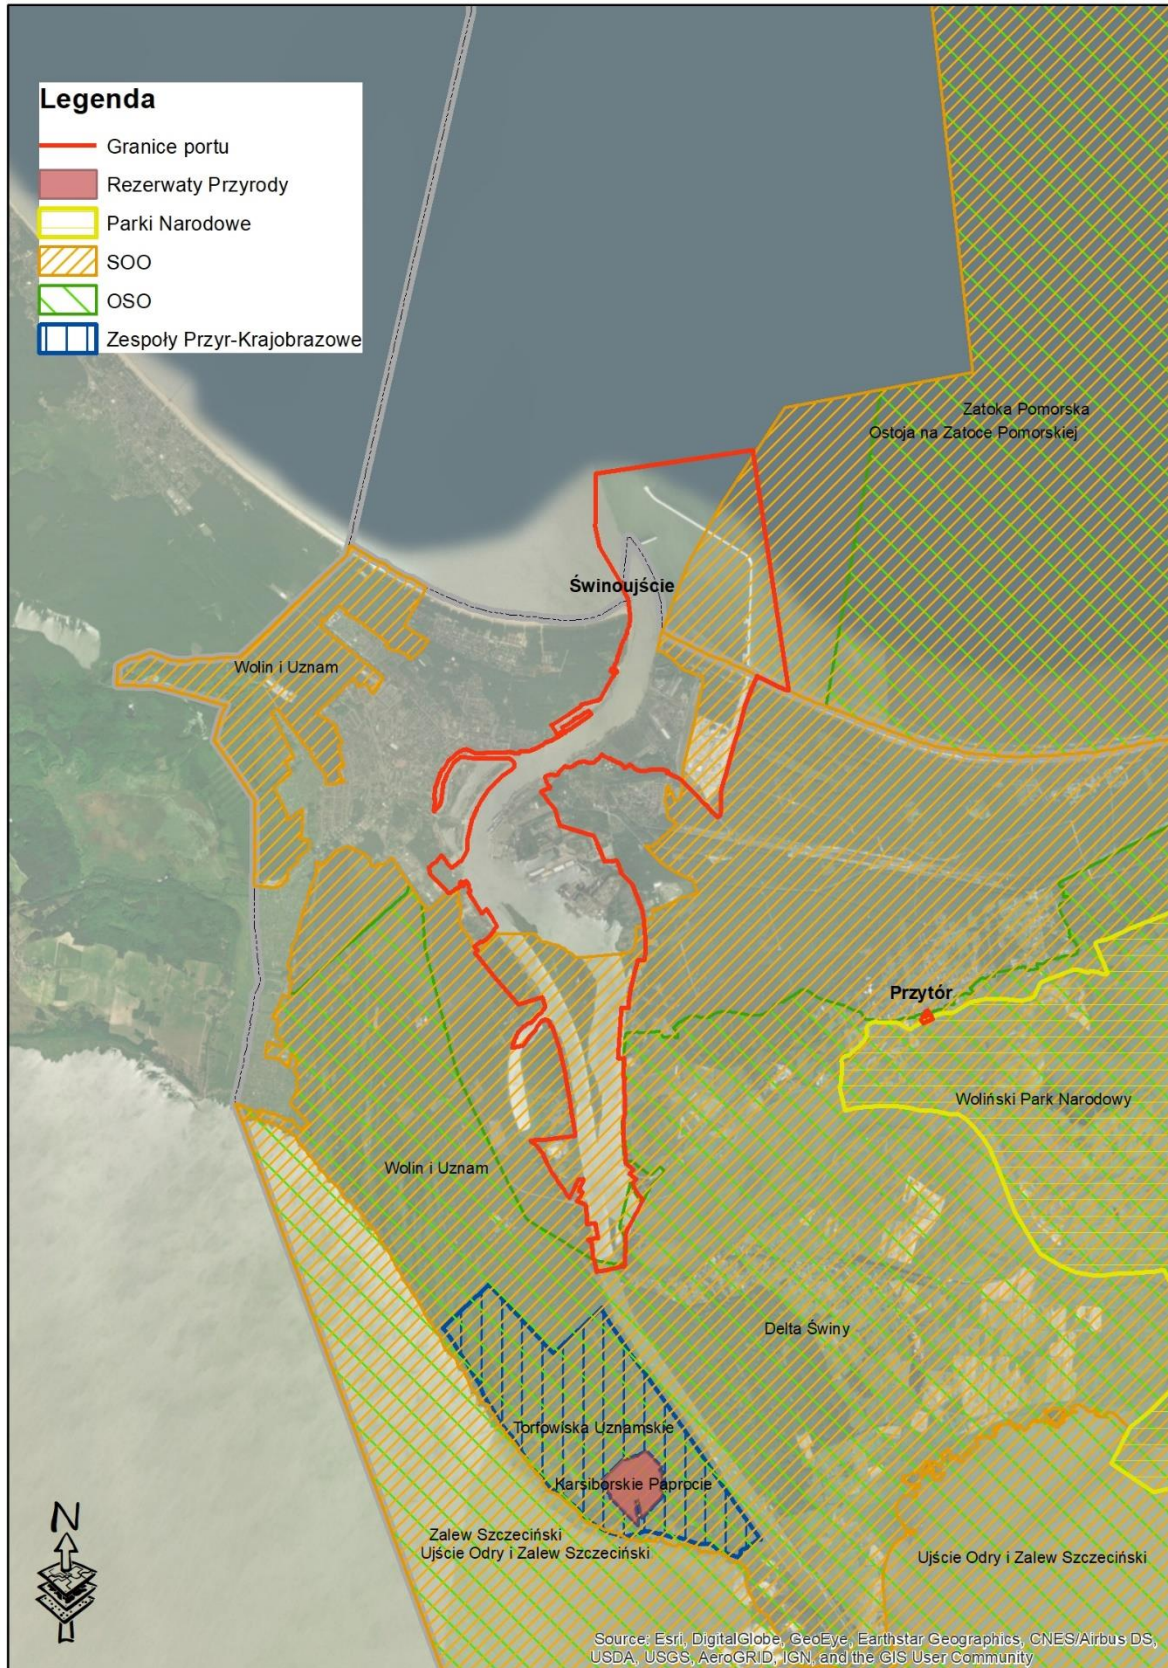 Legenda
Granice portu
Rezerwaty Przyrody
Parki Narodowe
SOO
OSO
Zespoły Przyr-Krajobrazowe
Zatoka Pomorska
Ostoja na Zatoce Pomorskiej
Świnoujście
Wolin i Uznam
Przytór
Woliński Park Narodowy
Wolin i Uznam
Delta Świny
Torfowiska Uznamskie
Karsiborskie Paprocie
Zalew Szczeciński
Ujście Odry i Zalew Szczeciński
Ujście Odry i Zalew Szczeciński
N
Source: Esri, DigitalGlobe, GeoEye, Earthstar Geographics, CNES/Airbus DS,
USDA, USGS, AeroGRID, IGN, and the GIS User Community